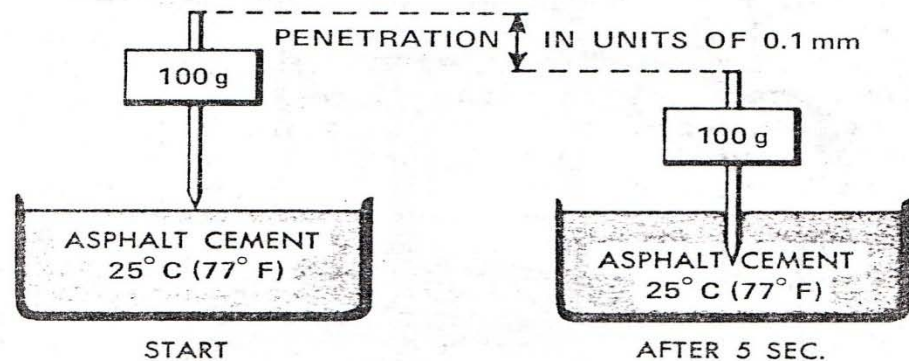 PENETRATION IN UNITS OF 0.1 mm
100 g
100 g
ASPHALT CEMENT
25° C (77° F)
ASPHALT CEMENT
25° C (77° F)
START
AFTER 5 SEC.